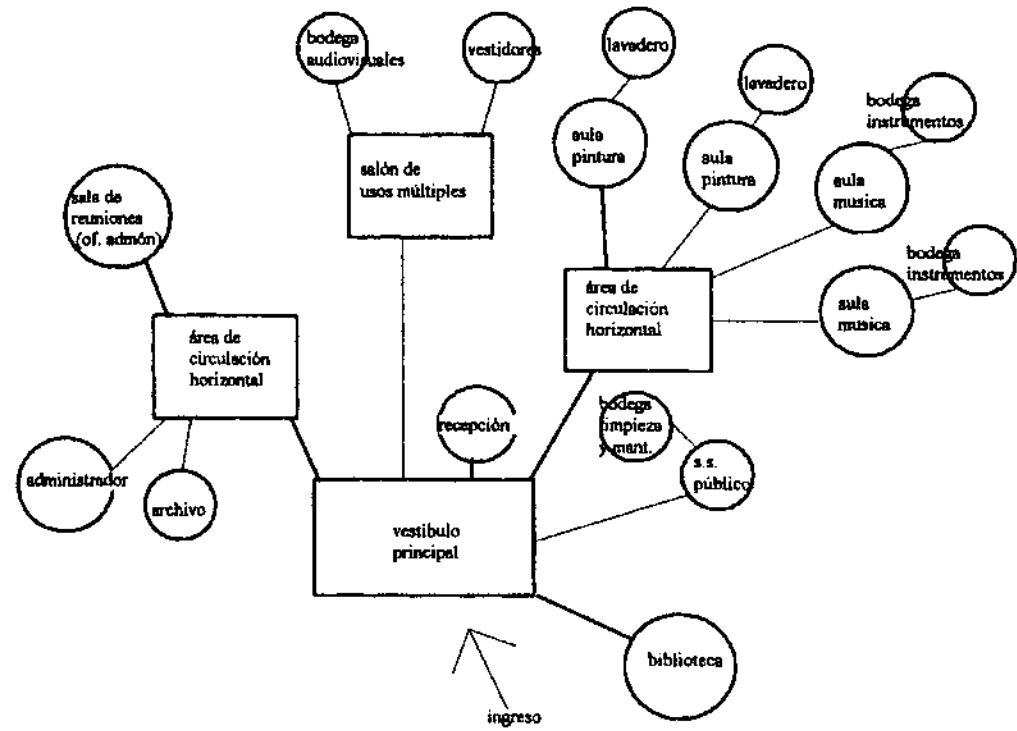 bodega
audiovisuales
vestidores
lavadero
lavadero
bodega
instrumentos
aula
pintura
aula
pintura
aula
musica
salón de
usos múltiples
sala de
reuniones
(of. admón)
bodega
instrumentos
aula
musica
área de
circulación
horizontal
área de
circulación
horizontal
recepción
bodega
limpieza
y mant.
s.s.
público
administrador
archivo
vestíbulo
principal
biblioteca
ingreso